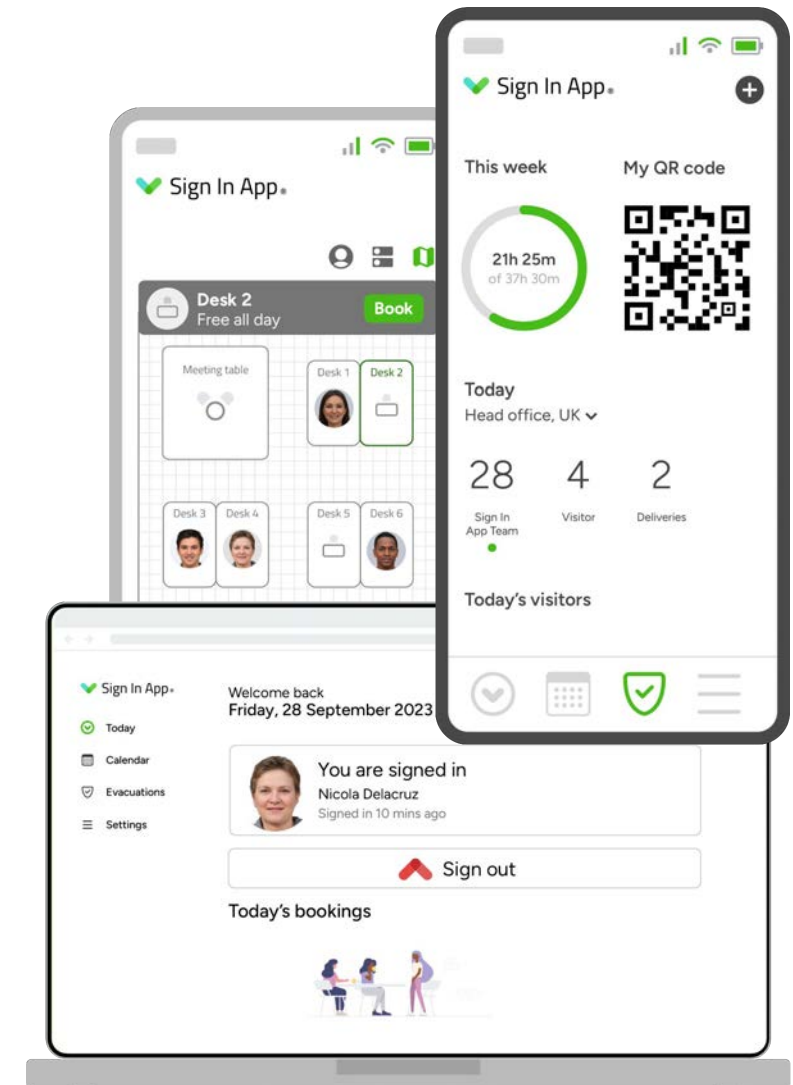 Sign In App®
This week
My QR code
21h 25m
of 37h 30m
Today
Head office, UK
28
4
2
Sign In
App Team
Visitor
Deliveries
Today's visitors
Sign In App®
Desk 2
Free all day
Book
Meeting table
Desk 1
Desk 2
Desk 3
Desk 4
Desk 5
Desk 6
Sign In App®
Today
Calendar
Evacuations
Settings
Welcome back
Friday, 28 September 2023
You are signed in
Nicola Delacruz
Signed in 10 mins ago
Sign out
Today's bookings